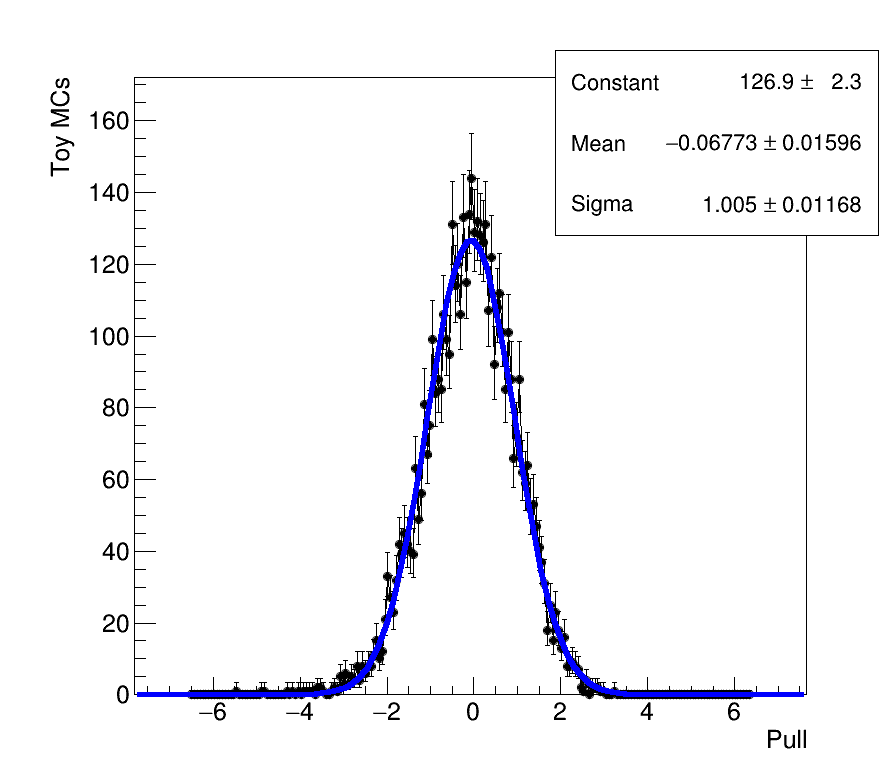 Toy MCs
Constant 126.9 ± 2.3
Mean −0.06773 ± 0.01596
Sigma 1.005 ± 0.01168
160
140
120
100
80
60
40
20
0
−6 −4 −2 0 2 4 6
Pull